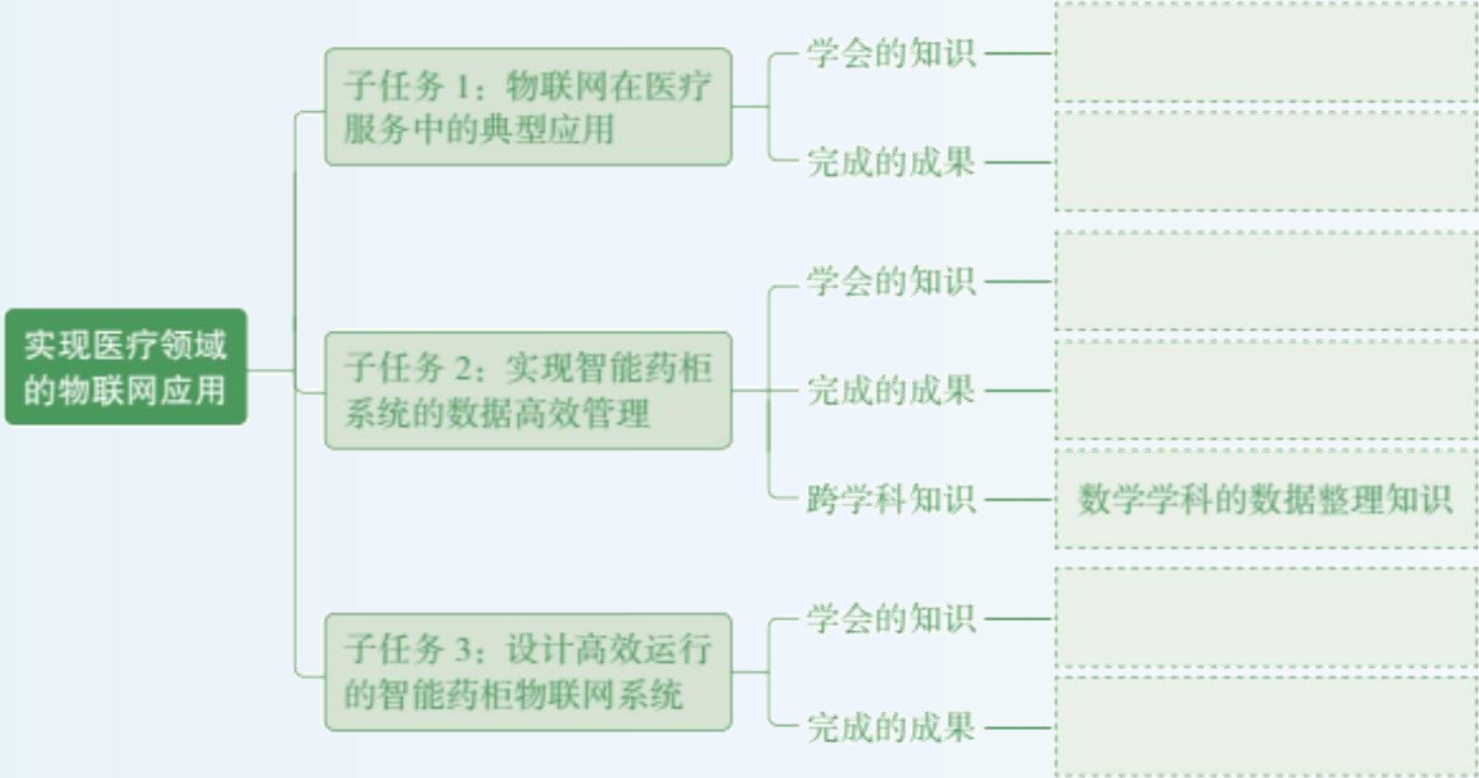 实现医疗领域
的物联网应用
子任务 1：物联网在医疗
服务中的典型应用
学会的知识
完成的成果
子任务 2：实现智能药柜
系统的数据高效管理
学会的知识
完成的成果
跨学科知识
数学学科的数据整理知识
子任务 3：设计高效运行
的智能药柜物联网系统
学会的知识
完成的成果